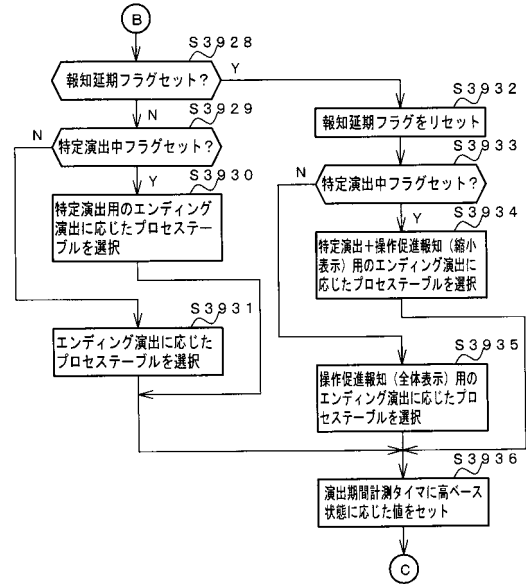 B
S3928
報知延期フラグセット?
Y
N
S3929
N
特定演出中フラグセット?
Y
S3930
特定演出用のエンディング
演出に応じたプロセステー
ブルを選択
S3931
エンディング演出に応じた
プロセステーブルを選択
S3932
報知延期フラグをリセット
S3933
N
特定演出中フラグセット?
Y
S3934
特定演出+操作促進報知(縮小
表示)用のエンディング演出に
応じたプロセステーブルを選択
S3935
操作促進報知(全体表示)用の
エンディング演出に応じたプロ
セステーブルを選択
S3936
演出期間計測タイマに高ベース
状態に応じた値をセット
C